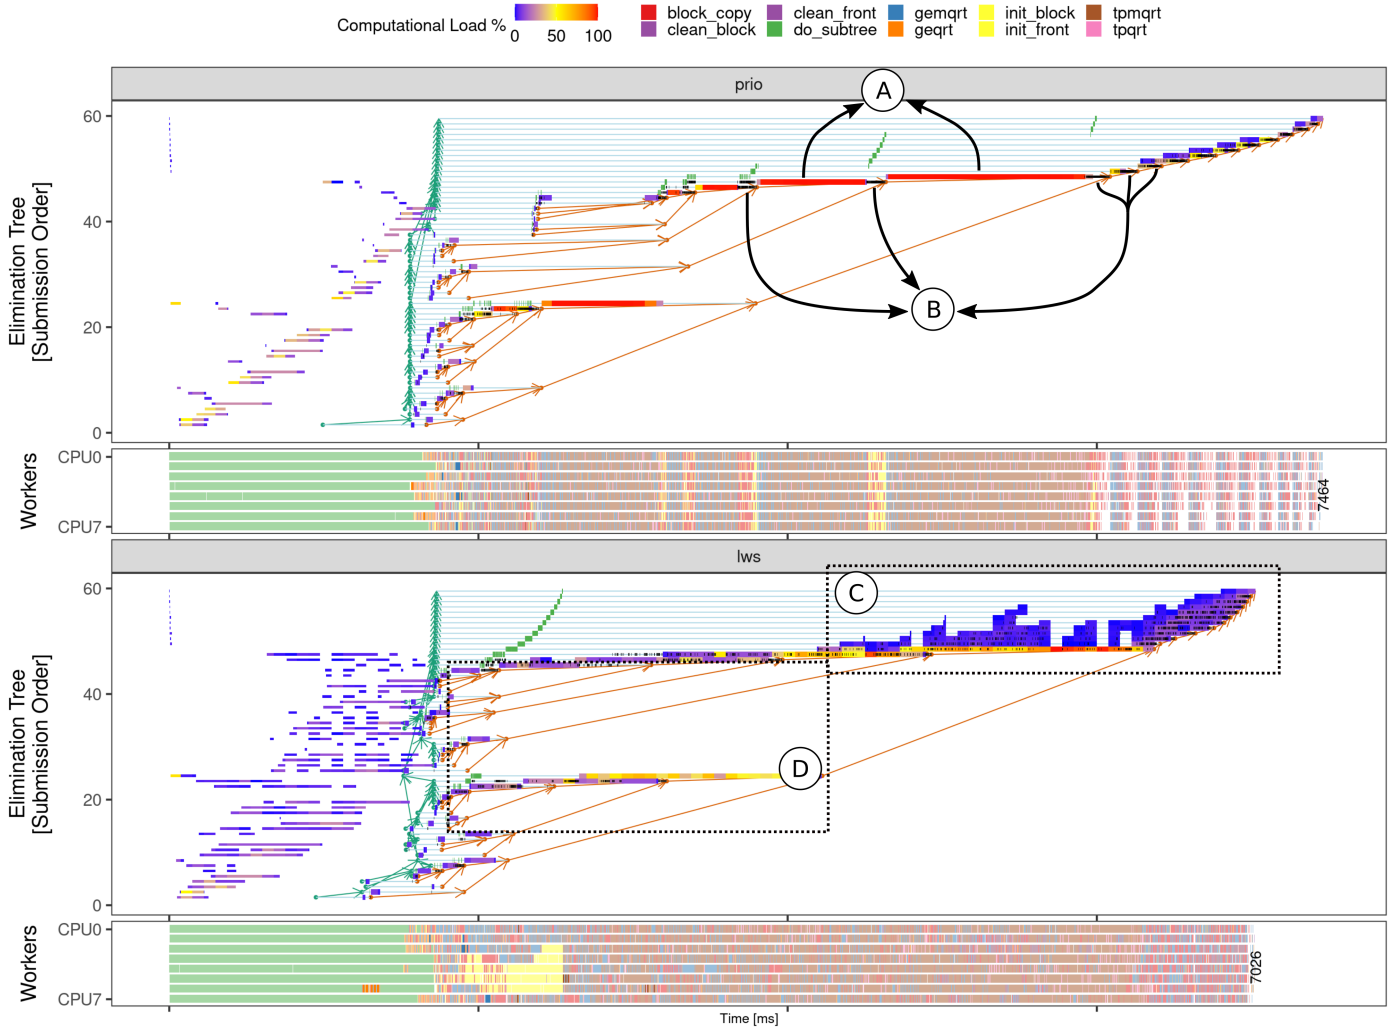 Computational Load %
0 50 100
block_copy clean_front gemqrt init_block tpmqrt
clean_block do_subtree geqrt init_front tpqrt
prio
A
B
Elimination Tree
[Submission Order]
60
40
20
0
Workers
CPU0
CPU7
7464
lws
C
D
Elimination Tree
[Submission Order]
60
40
20
0
Workers
CPU0
CPU7
7026
Time [ms]